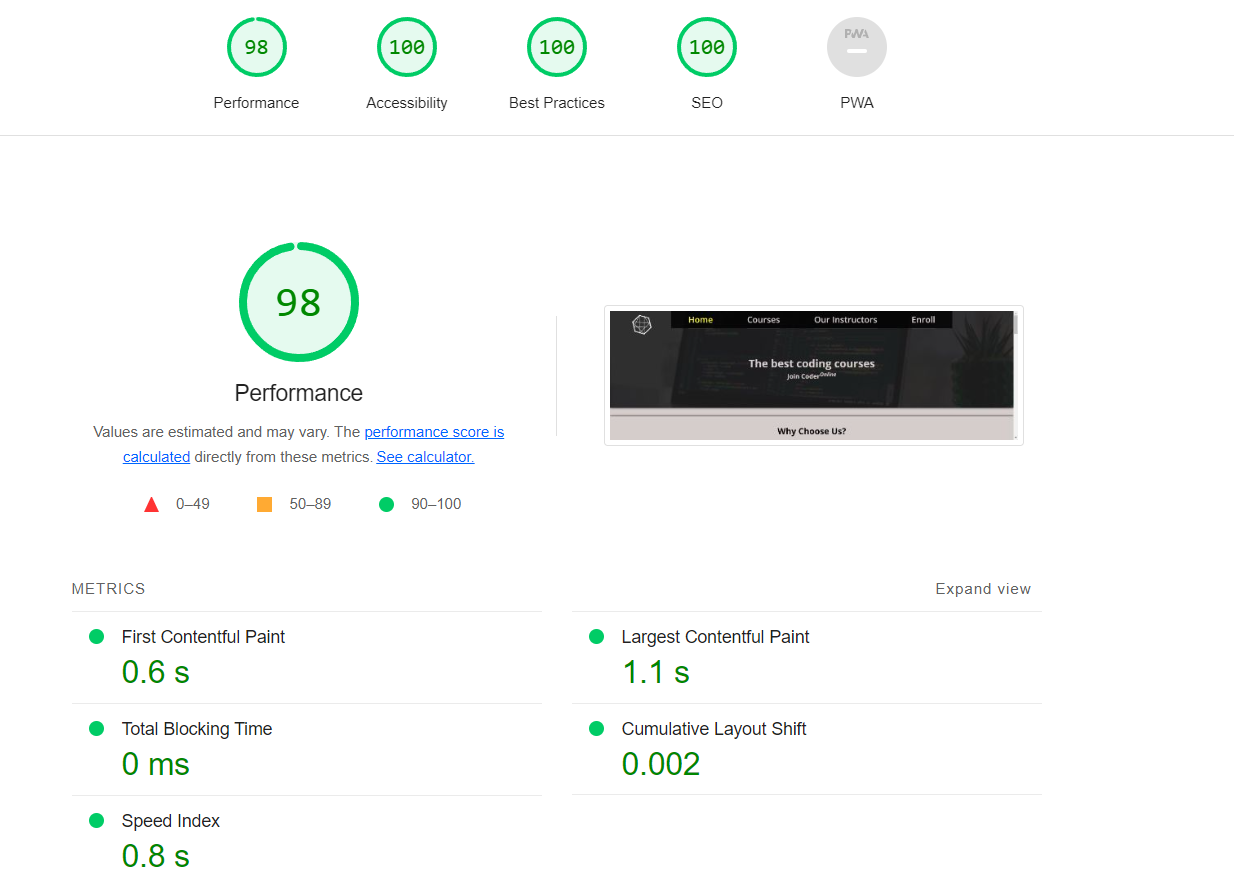 98
100
100
100
PWA
Performance
Accessibility
Best Practices
SEO
PWA
98
Performance
Values are estimated and may vary. The performance score is
calculated directly from these metrics. See calculator.
0–49
50–89
90–100
Home
Courses
Our Instructors
Enroll
The best coding courses
Join CoderOnline
Why Choose Us?
METRICS
Expand view
First Contentful Paint
0.6 s
Largest Contentful Paint
1.1 s
Total Blocking Time
0 ms
Cumulative Layout Shift
0.002
Speed Index
0.8 s